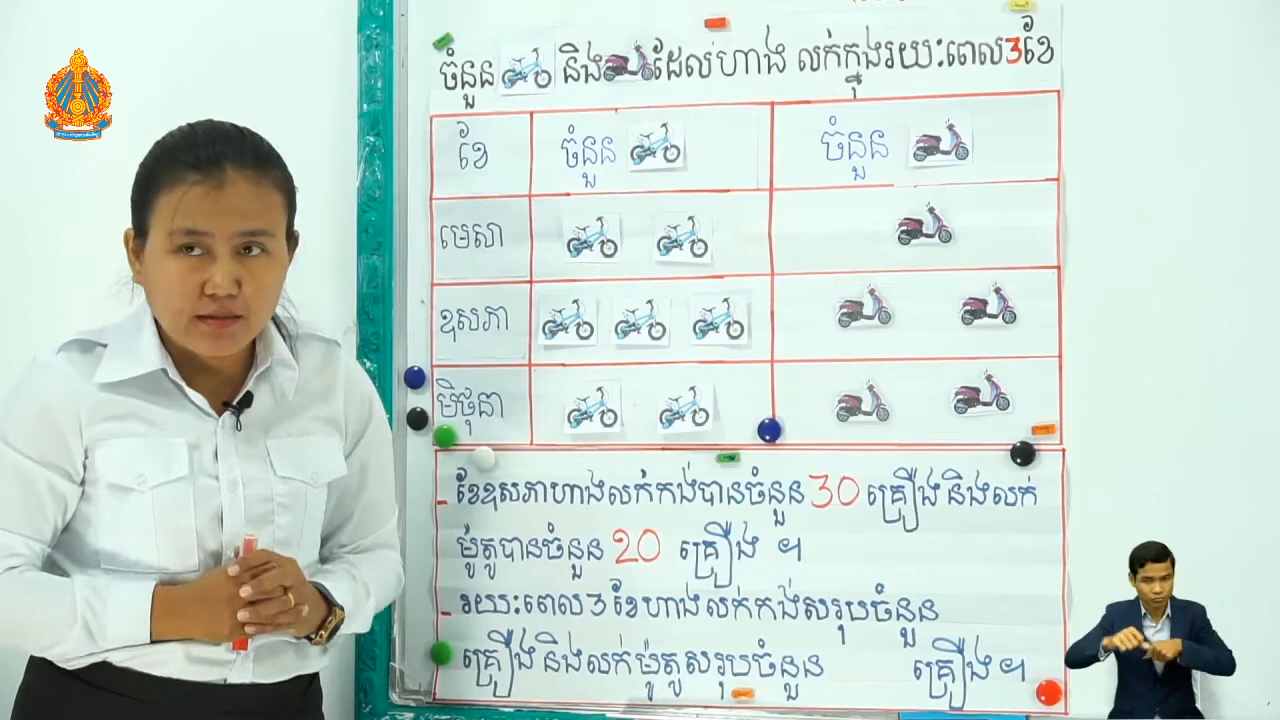 ចំនួន និង ដែលហាង លក់ក្នុងរយៈពេល3ខែ
ខែ ចំនួន ចំនួន
មេសា
ឧសភា
មិថុនា
- ខែឧសភាហាងលក់កង់បានចំនួន 30 គ្រឿង និងលក់
ម៉ូតូបានចំនួន 20 គ្រឿង ។
- រយៈពេល3 ខែហាងលក់កង់សរុបចំនួន
គ្រឿង និងលក់ម៉ូតូសរុបចំនួន គ្រឿង ។